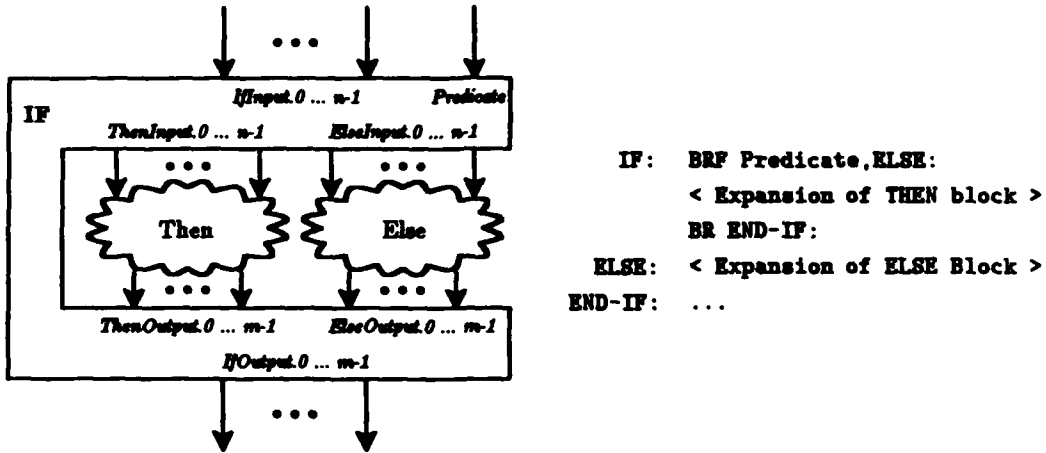 • • •
IfInput.0 ... n-1 Predicate
IF
ThenInput.0 ... n-1 ElseInput.0 ... n-1
• • • • • •
Then Else
• • • • • •
ThenOutput.0 ... m-1 ElseOutput.0 ... m-1
IfOutput.0 ... m-1
• • •
IF: BRF Predicate,ELSE:
< Expansion of THEN block >
BR END-IF:
ELSE: < Expansion of ELSE Block >
END-IF: ...